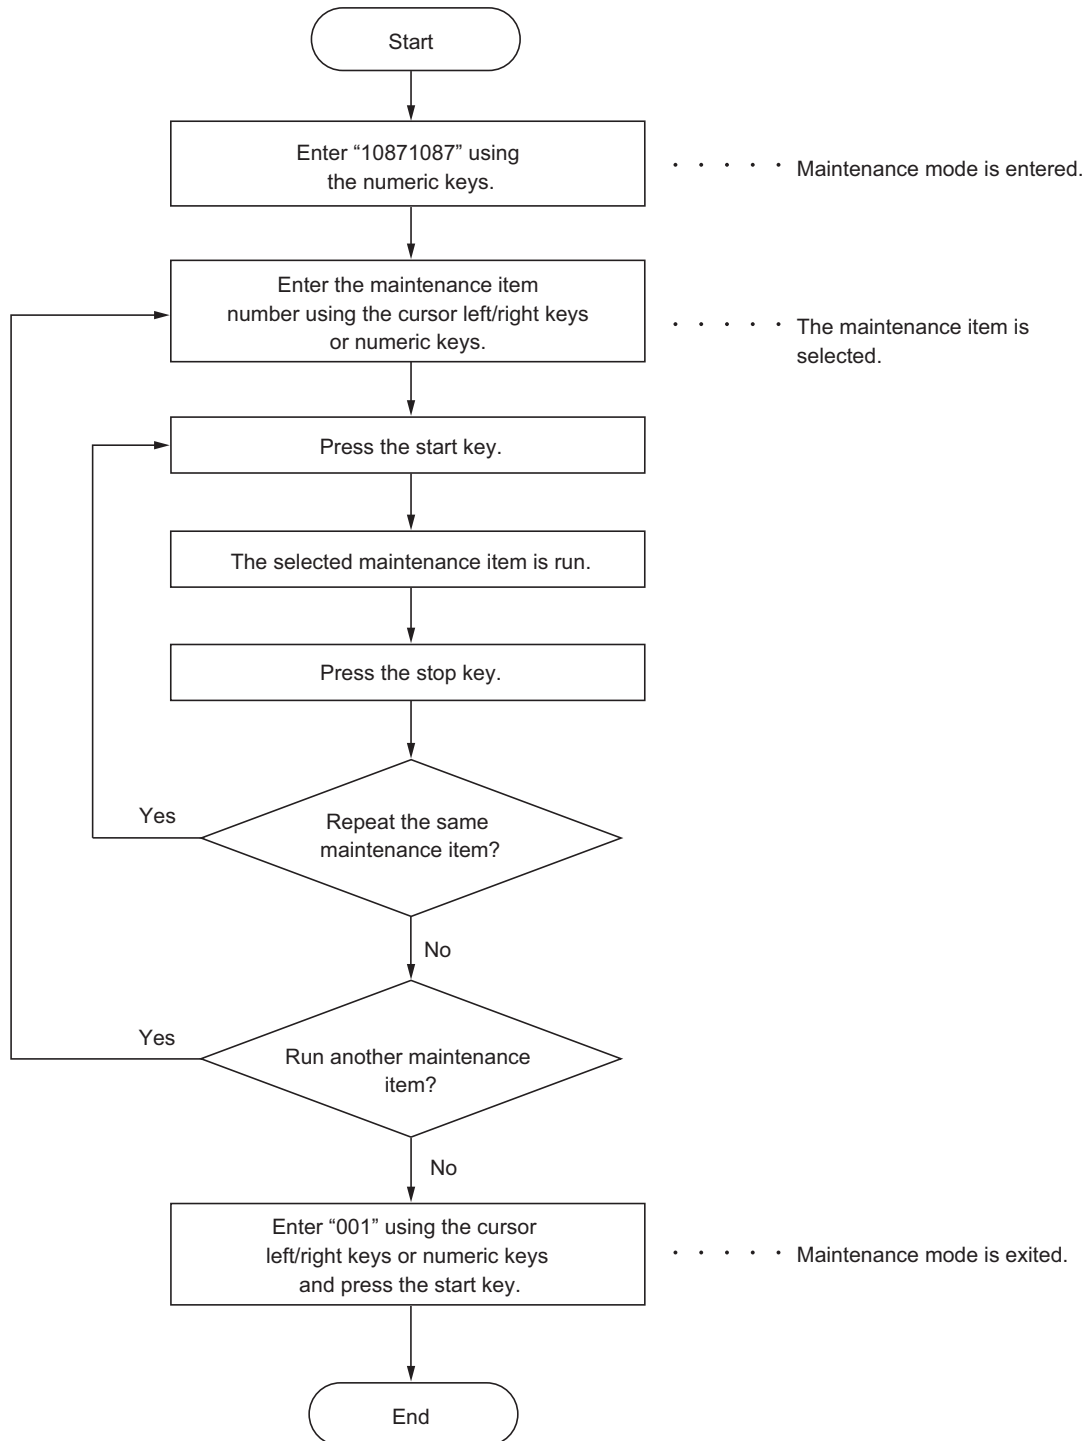 Start
Enter “10871087” using
the numeric keys.
Maintenance mode is entered.
Enter the maintenance item
number using the cursor left/right keys
or numeric keys.
The maintenance item is
selected.
Press the start key.
The selected maintenance item is run.
Press the stop key.
Yes
Repeat the same
maintenance item?
No
Yes
Run another maintenance
item?
No
Enter “001” using the cursor
left/right keys or numeric keys
and press the start key.
Maintenance mode is exited.
End